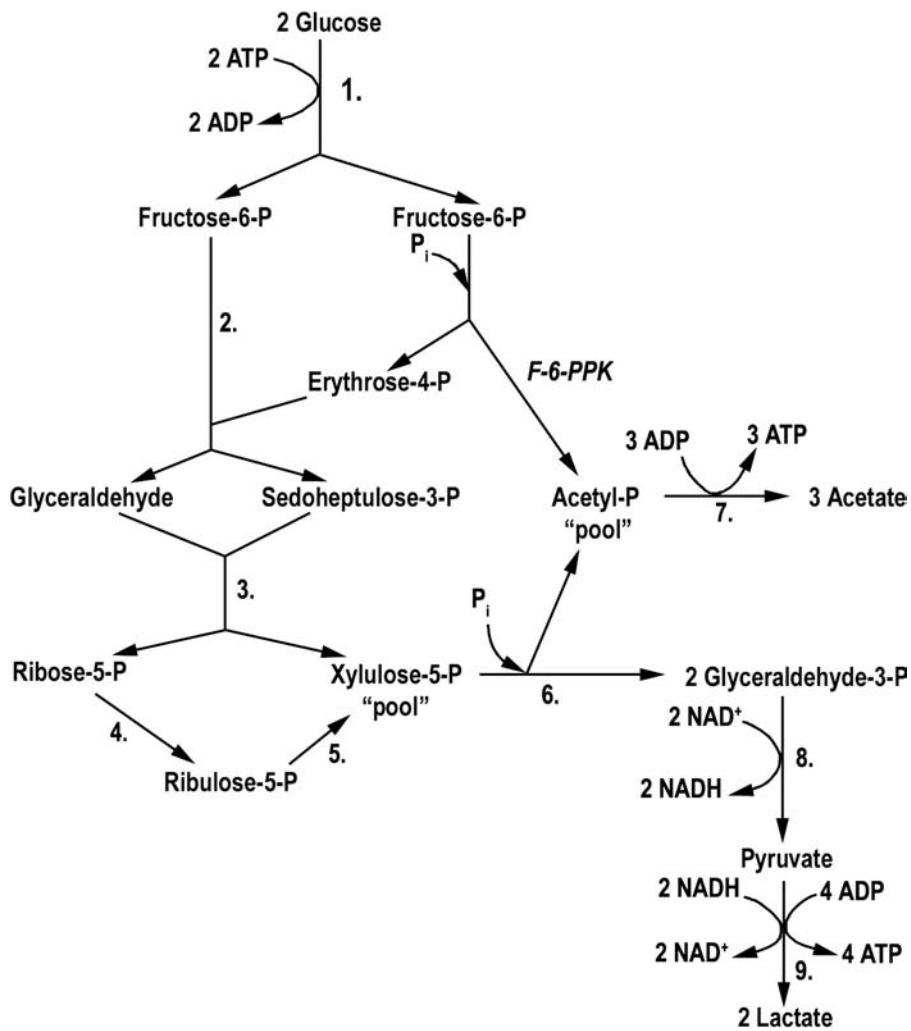 2 Glucose
2 ATP
1.
2 ADP
Fructose-6-P
Fructose-6-P
Pi
2.
F-6-PPK
Erythrose-4-P
3 ADP
3 ATP
Glyceraldehyde
Sedoheptulose-3-P
Acetyl-P
"pool"
7.
3 Acetate
3.
Pi
Ribose-5-P
Xylulose-5-P
"pool"
6.
2 Glyceraldehyde-3-P
4.
5.
Ribulose-5-P
2 NAD+
8.
2 NADH
Pyruvate
2 NADH
4 ADP
2 NAD+
4 ATP
9.
2 Lactate